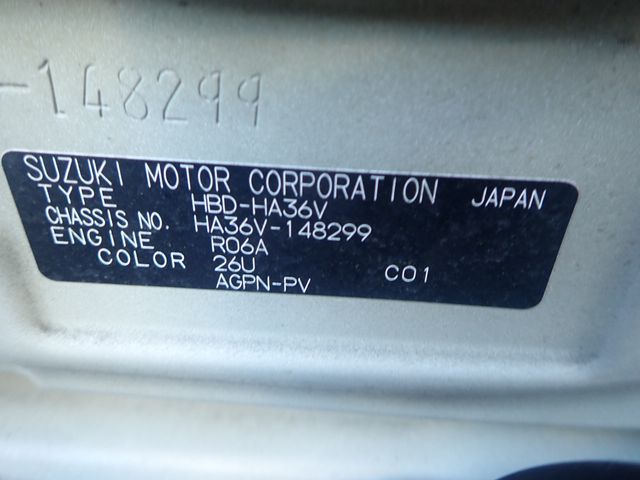 -148299
SUZUKI MOTOR CORPORATION JAPAN
TYPE HBD-HA36V
CHASSIS NO. HA36V-148299
ENGINE R06A
COLOR 26U C01
AGPN-PV